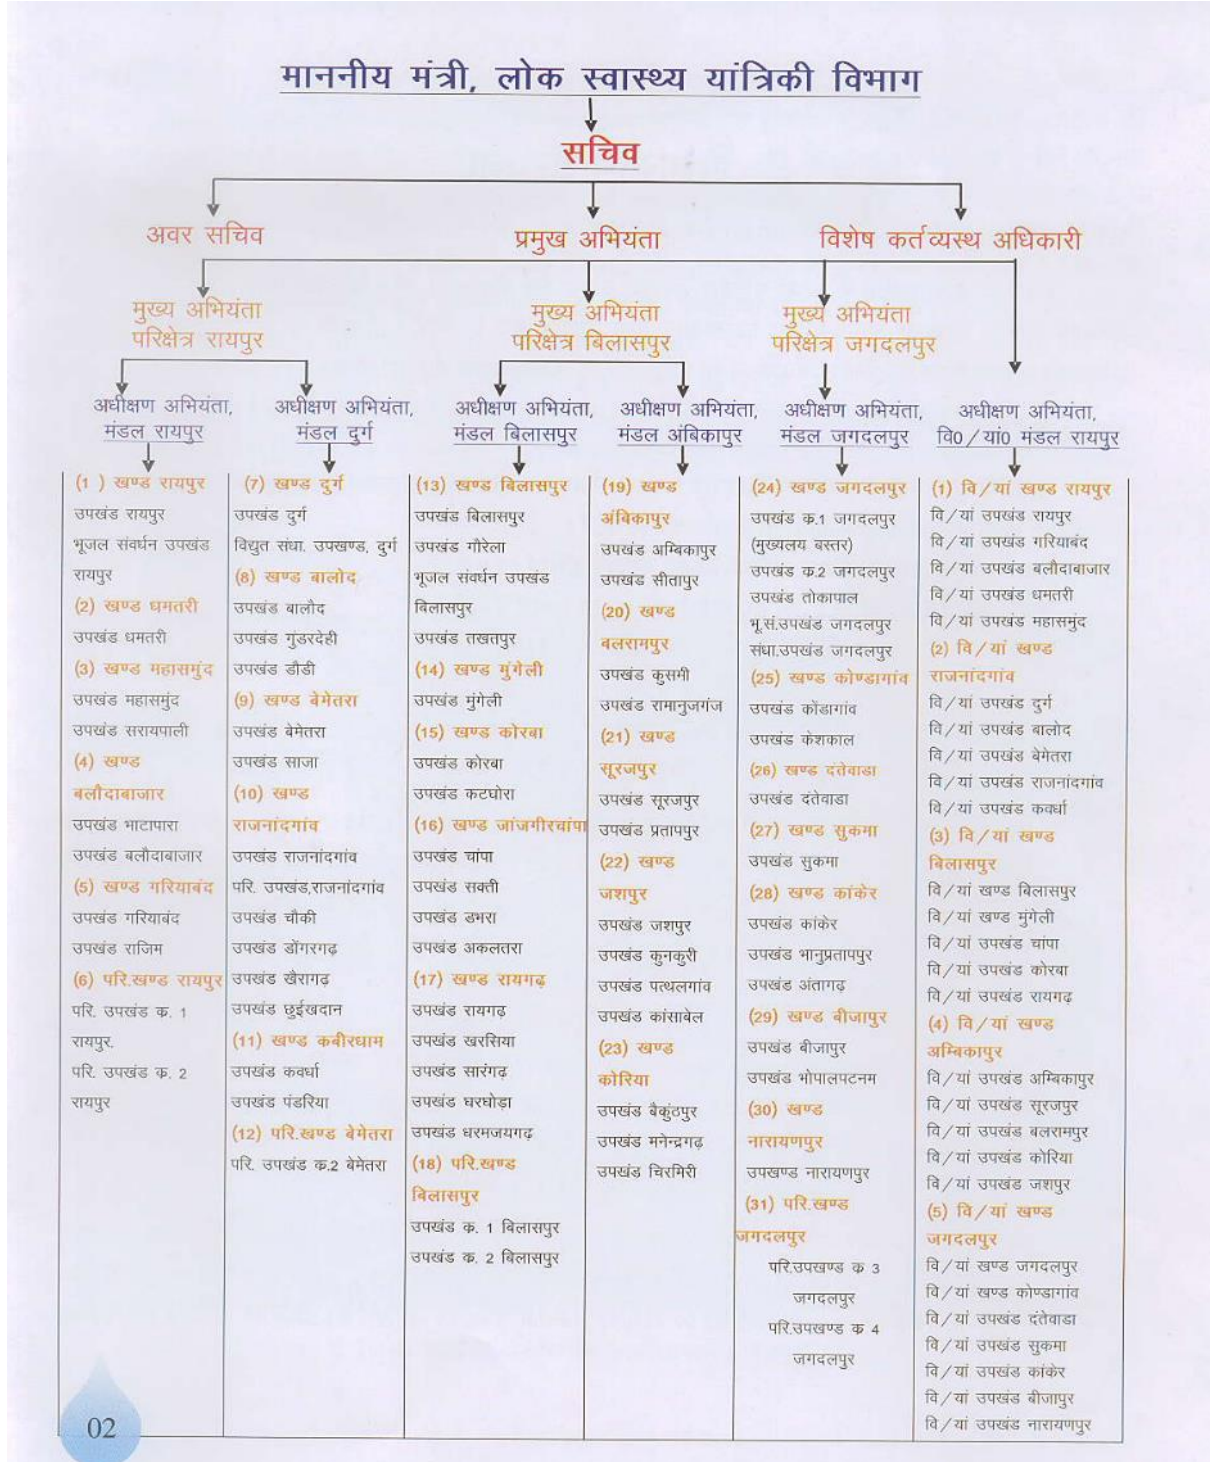 माननीय मंत्री, लोक स्वास्थ्य यांत्रिकी विभाग
सचिव
अवर सचिव
प्रमुख अभियंता
विशेष कर्तव्यस्थ अधिकारी
मुख्य अभियंता
परिक्षेत्र रायपुर
मुख्य अभियंता
परिक्षेत्र बिलासपुर
मुख्य अभियंता
परिक्षेत्र जगदलपुर
अधीक्षण अभियंता,
मंडल रायपुर
अधीक्षण अभियंता,
मंडल दुर्ग
अधीक्षण अभियंता,
मंडल बिलासपुर
अधीक्षण अभियंता,
मंडल अंबिकापुर
अधीक्षण अभियंता,
मंडल जगदलपुर
अधीक्षण अभियंता,
वि0/यां0 मंडल रायपुर
(1 ) खण्ड रायपुर
उपखंड रायपुर
भूजल संवर्धन उपखंड
रायपुर
(2) खण्ड धमतरी
उपखंड धमतरी
(3) खण्ड महासमुंद
उपखंड महासमुंद
उपखंड सरायपाली
(4) खण्ड
बलौदाबाजार
उपखंड भाटापारा
उपखंड बलौदाबाजार
(5) खण्ड गरियाबंद
उपखंड गरियाबंद
उपखंड राजिम
(6) परि.खण्ड रायपुर
परि. उपखंड क. 1
रायपुर.
परि. उपखंड क. 2
रायपुर
(7) खण्ड दुर्ग
उपखंड दुर्ग
विद्युत संधा. उपखण्ड, दुर्ग
(8) खण्ड बालोद
उपखंड बालौद
उपखंड गुंडरदेही
उपखंड डौडी
(9) खण्ड बेमेतरा
उपखंड बेमेतरा
उपखंड साजा
(10) खण्ड
राजनांदगांव
उपखंड राजनांदगांव
परि. उपखंड,राजनांदगांव
उपखंड चौकी
उपखंड डोंगरगढ़
उपखंड खैरागढ़
उपखंड छुईखदान
(11) खण्ड कबीरधाम
उपखंड कवर्धा
उपखंड पंडरिया
(12) परि.खण्ड बेमेतरा
परि. उपखंड क.2 बेमेतरा
(13) खण्ड बिलासपुर
उपखंड बिलासपुर
उपखंड गौरेला
भूजल संवर्धन उपखंड
बिलासपुर
उपखंड तखतपुर
(14) खण्ड मुंगेली
उपखंड मुंगेली
(15) खण्ड कोरबा
उपखंड कोरबा
उपखंड कटघोरा
(16) खण्ड जांजगीरचांपा
उपखंड चांपा
उपखंड सक्ती
उपखंड डभरा
उपखंड अकलतरा
(17) खण्ड रायगढ़
उपखंड रायगढ़
उपखंड खरसिया
उपखंड सारंगढ़
उपखंड घरघोड़ा
उपखंड धरमजयगढ़
(18) परि.खण्ड
बिलासपुर
उपखंड क. 1 बिलासपुर
उपखंड क. 2 बिलासपुर
(19) खण्ड
अंबिकापुर
उपखंड अम्बिकापुर
उपखंड सीतापुर
(20) खण्ड
बलरामपुर
उपखंड कुसमी
उपखंड रामानुजगंज
(21) खण्ड
सूरजपुर
उपखंड सूरजपुर
उपखंड प्रतापपुर
(22) खण्ड
जशपुर
उपखंड जशपुर
उपखंड कुनकुरी
उपखंड पत्थलगांव
उपखंड कांसाबेल
(23) खण्ड
कोरिया
उपखंड बैकुंठपुर
उपखंड मनेन्द्रगढ़
उपखंड चिरमिरी
(24) खण्ड जगदलपुर
उपखंड क.1 जगदलपुर
(मुख्यलय बस्तर)
उपखंड क.2 जगदलपुर
उपखंड तोकापाल
भू.सं.उपखंड जगदलपुर
संधा.उपखंड जगदलपुर
(25) खण्ड कोण्डागांव
उपखंड कोंडागांव
उपखंड केशकाल
(26) खण्ड दंतेवाडा
उपखंड दंतेवाडा
(27) खण्ड सुकमा
उपखंड सुकमा
(28) खण्ड कांकेर
उपखंड कांकेर
उपखंड भानुप्रतापपुर
उपखंड अंतागढ़
(29) खण्ड बीजापुर
उपखंड बीजापुर
उपखंड भोपालपटनम
(30) खण्ड
नारायणपुर
उपखण्ड नारायणपुर
(31) परि.खण्ड
जगदलपुर
परि.उपखण्ड क 3
जगदलपुर
परि.उपखण्ड क 4
जगदलपुर
(1) वि/यां खण्ड रायपुर
वि/यां उपखंड रायपुर
वि/यां उपखंड गरियाबंद
वि/यां उपखंड बलौदाबाजार
वि/यां उपखंड धमतरी
वि/यां उपखंड महासमुंद
(2) वि/यां खण्ड
राजनांदगांव
वि/यां उपखंड दुर्ग
वि/यां उपखंड बालोद
वि/यां उपखंड बेमेतरा
वि/यां उपखंड राजनांदगांव
वि/यां उपखंड कवर्धा
(3) वि/यां खण्ड
बिलासपुर
वि/यां खण्ड बिलासपुर
वि/यां खण्ड मुंगेली
वि/यां उपखंड चांपा
वि/यां उपखंड कोरबा
वि/यां उपखंड रायगढ़
(4) वि/यां खण्ड
अम्बिकापुर
वि/यां उपखंड अम्बिकापुर
वि/यां उपखंड सूरजपुर
वि/यां उपखंड बलरामपुर
वि/यां उपखंड कोरिया
वि/यां उपखंड जशपुर
(5) वि/यां खण्ड
जगदलपुर
वि/यां खण्ड जगदलपुर
वि/यां खण्ड कोण्डागांव
वि/यां उपखंड दंतेवाडा
वि/यां उपखंड सुकमा
वि/यां उपखंड कांकेर
वि/यां उपखंड बीजापुर
वि/यां उपखंड नारायणपुर
02